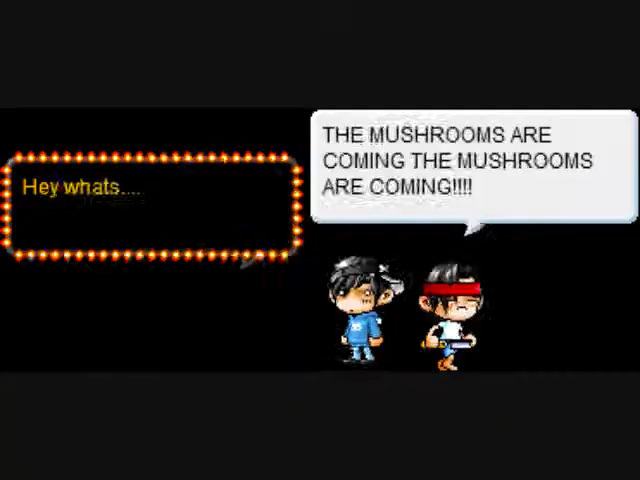 Hey whats....
THE MUSHROOMS ARE
COMING THE MUSHROOMS
ARE COMING!!!!